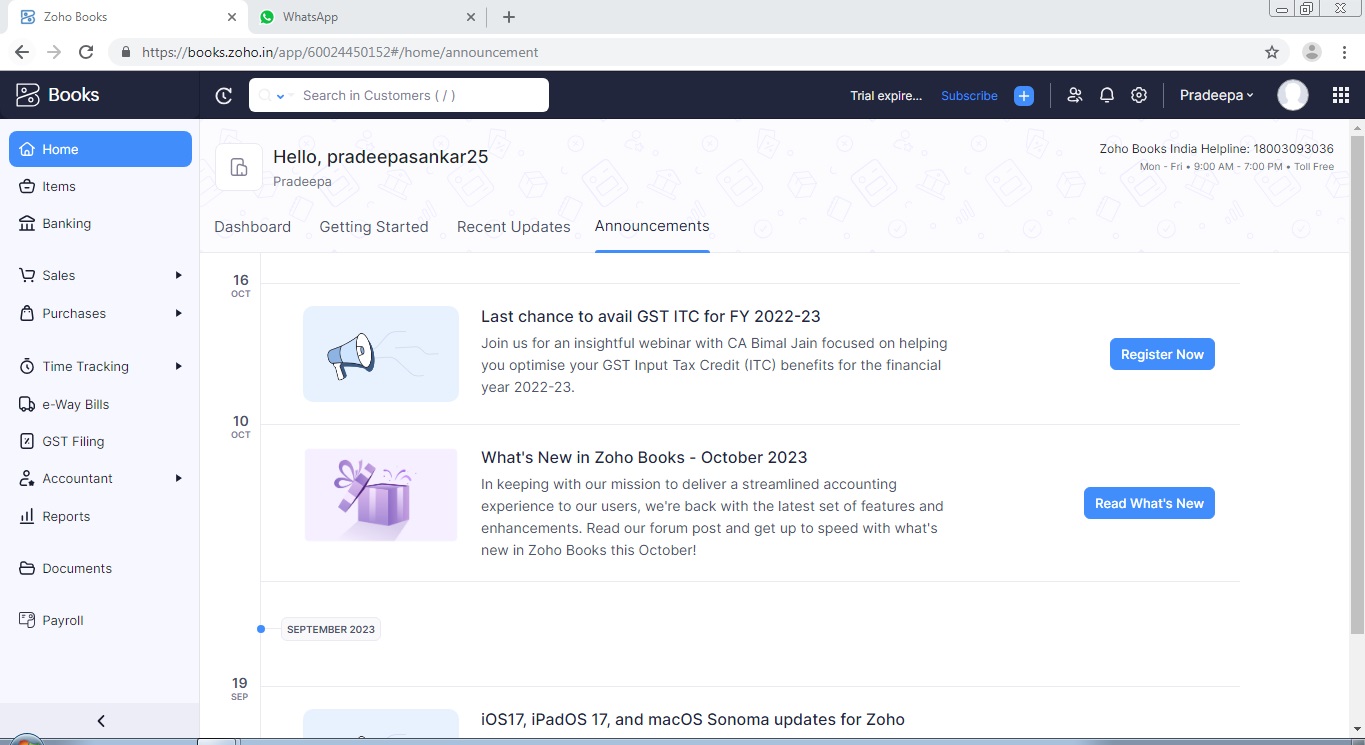 Zoho Books
WhatsApp
https://books.zoho.in/app/60024450152#/home/announcement
Books
Search in Customers ( / )
Trial expire...
Subscribe
Pradeepa
Home
Items
Banking
Sales
Purchases
Time Tracking
e-Way Bills
GST Filing
Accountant
Reports
Documents
Payroll
Hello, pradeepasankar25
Pradeepa
Zoho Books India Helpline: 18003093036
Mon - Fri • 9:00 AM - 7:00 PM • Toll Free
Dashboard
Getting Started
Recent Updates
Announcements
16
OCT
Last chance to avail GST ITC for FY 2022-23
Join us for an insightful webinar with CA Bimal Jain focused on helping
you optimise your GST Input Tax Credit (ITC) benefits for the financial
year 2022-23.
Register Now
10
OCT
What's New in Zoho Books - October 2023
In keeping with our mission to deliver a streamlined accounting
experience to our users, we're back with the latest set of features and
enhancements. Read our forum post and get up to speed with what's
new in Zoho Books this October!
Read What's New
SEPTEMBER 2023
19
SEP
iOS17, iPadOS 17, and macOS Sonoma updates for Zoho